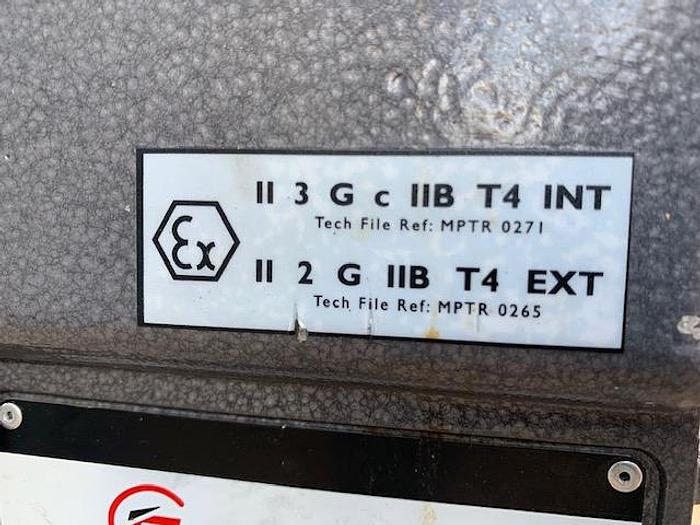 Ex
II 3 G c IIB T4 INT
Tech File Ref: MPTR 0271
II 2 G IIB T4 EXT
Tech File Ref: MPTR 0265